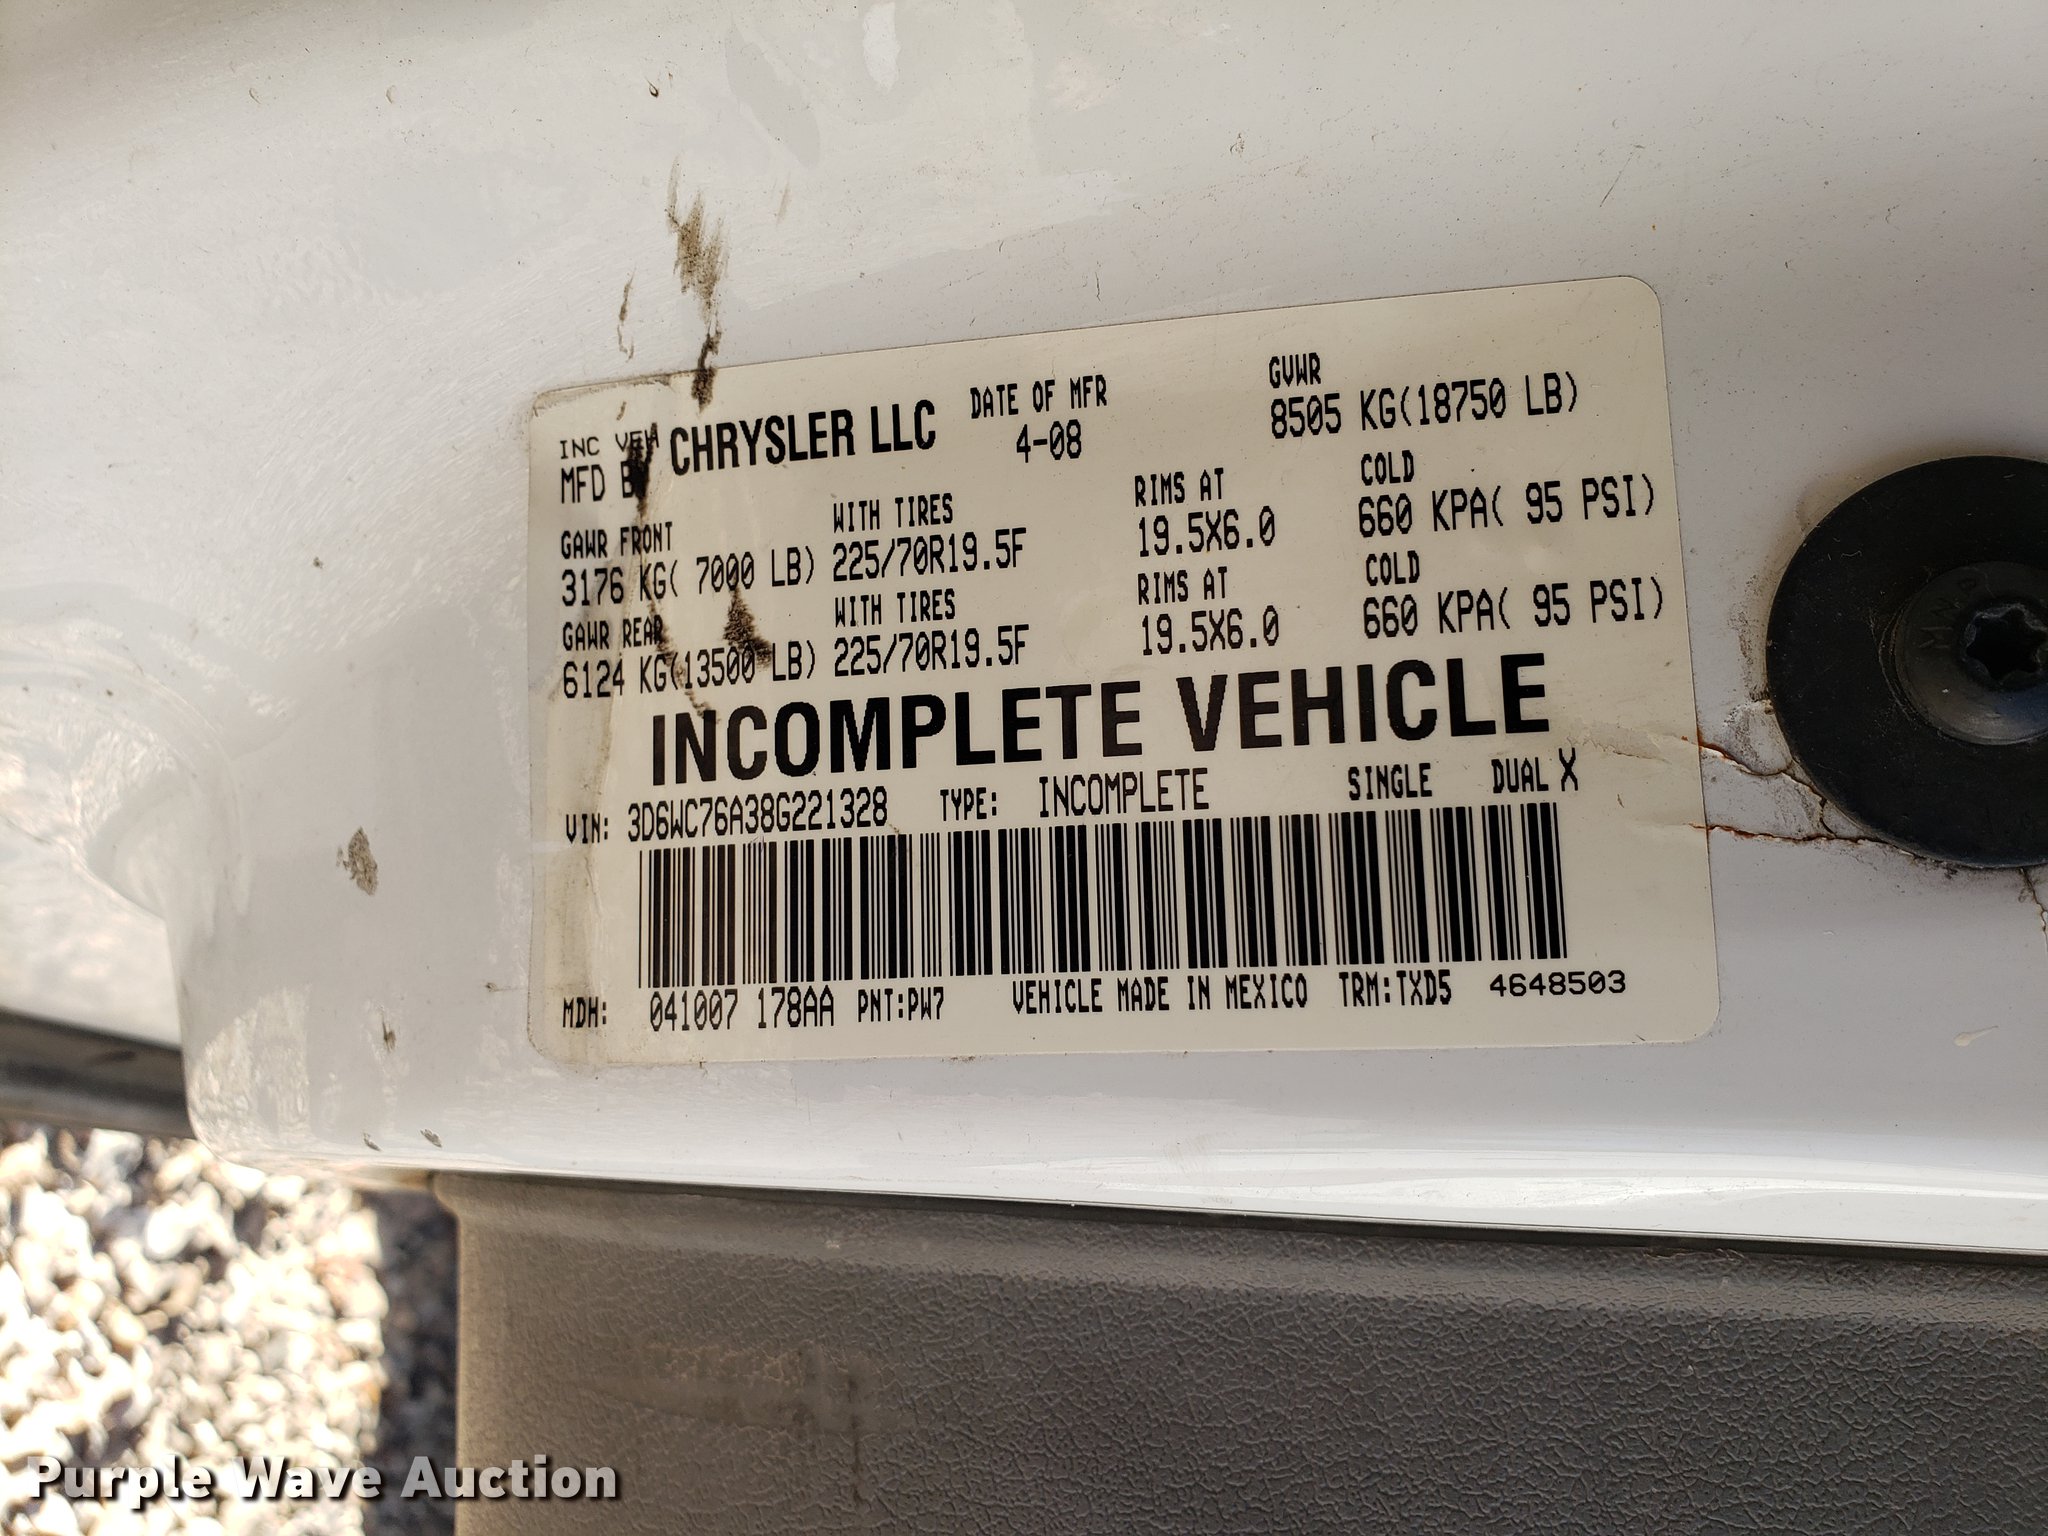 INC VEH
MFD BY CHRYSLER LLC DATE OF MFR 4-08 GVWR 8505 KG(18750 LB)
GAWR FRONT WITH TIRES RIMS AT COLD
3176 KG( 7000 LB) 225/70R19.5F 19.5X6.0 660 KPA( 95 PSI)
GAWR REAR WITH TIRES RIMS AT COLD
6124 KG(13500 LB) 225/70R19.5F 19.5X6.0 660 KPA( 95 PSI)
INCOMPLETE VEHICLE
VIN: 3D6WC76A38G221328 TYPE: INCOMPLETE SINGLE DUAL X
MDH: 041007 178AA PNT:PW7 VEHICLE MADE IN MEXICO TRM:TXD5 4648503
Purple Wave Auction